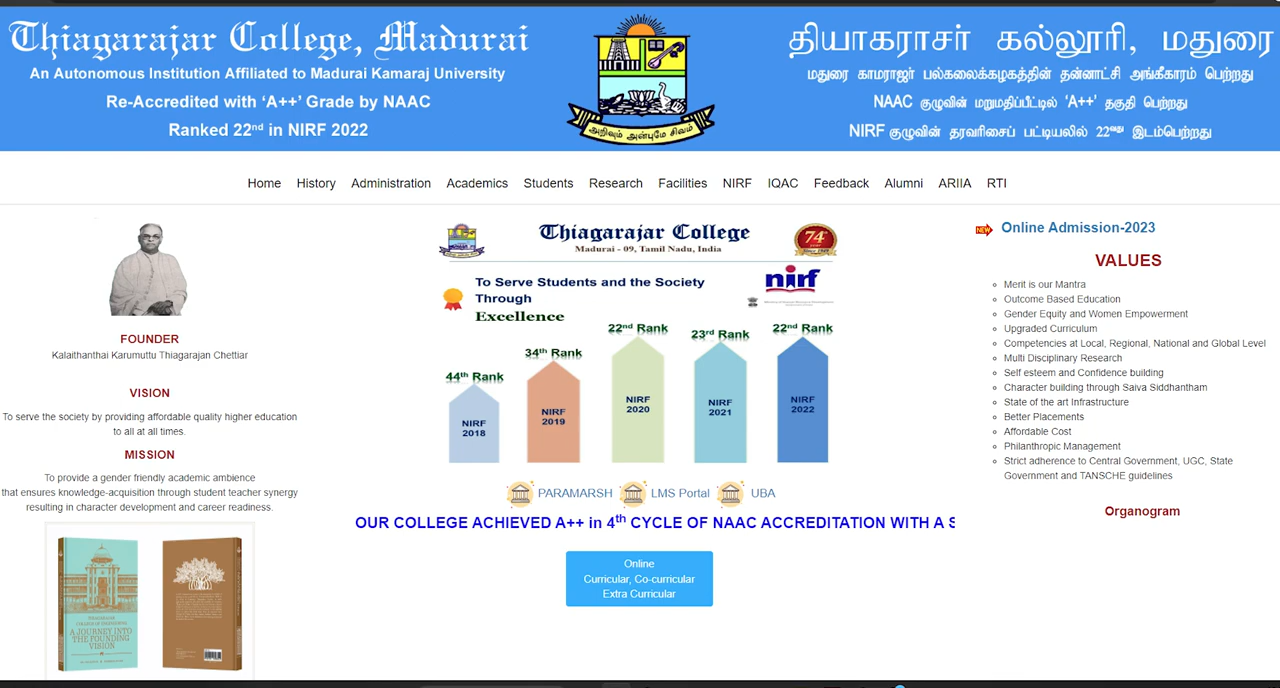 Thiagarajar College, Madurai
An Autonomous Institution Affiliated to Madurai Kamaraj University
Re-Accredited with ‘A++’ Grade by NAAC
Ranked 22nd in NIRF 2022
அறிவும் அன்புமே சிவம்
தியாகராசர் கல்லூரி, மதுரை
மதுரை காமராஜர் பல்கலைக்கழகத்தின் தன்னாட்சி அங்கீகாரம் பெற்றது
NAAC குழுவின் மறுமதிப்பீட்டில் ‘A++’ தகுதி பெற்றது
NIRF குழுவின் தரவரிசைப் பட்டியலில் 22வது இடம்பெற்றது
Home History Administration Academics Students Research Facilities NIRF IQAC Feedback Alumni ARIIA RTI
FOUNDER
Kalaithanthai Karumuttu Thiagarajan Chettiar
VISION
To serve the society by providing affordable quality higher education
to all at all times.
MISSION
To provide a gender friendly academic ambience
that ensures knowledge-acquisition through student teacher synergy
resulting in character development and career readiness.
THIAGARAJAR
COLLEGE OF ENGINEERING
A JOURNEY INTO
THE FOUNDING
VISION
Thiagarajar College
Madurai - 09, Tamil Nadu, India
74th
year
To Serve Students and the Society
Through
Excellence
nirf
44th Rank
34th Rank
22nd Rank
23rd Rank
22nd Rank
NIRF
2018
NIRF
2019
NIRF
2020
NIRF
2021
NIRF
2022
PARAMARSH LMS Portal UBA
OUR COLLEGE ACHIEVED A++ in 4th CYCLE OF NAAC ACCREDITATION WITH A S
Online
Curricular, Co-curricular
Extra Curricular
NEW Online Admission-2023
VALUES
Merit is our Mantra
Outcome Based Education
Gender Equity and Women Empowerment
Upgraded Curriculum
Competencies at Local, Regional, National and Global Level
Multi Disciplinary Research
Self esteem and Confidence building
Character building through Saiva Siddhantham
State of the art Infrastructure
Better Placements
Affordable Cost
Philanthropic Management
Strict adherence to Central Government, UGC, State
Government and TANSCHE guidelines
Organogram